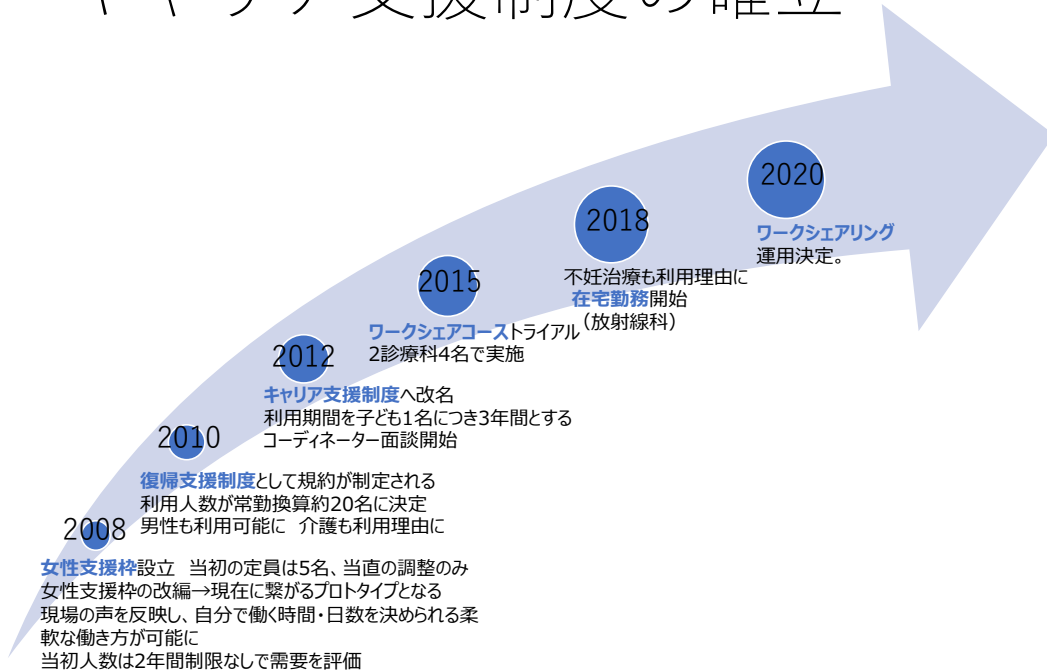 キャリア支援制度の確立
2020
ワークシェアリング
運用決定。
2018
不妊治療も利用理由に
在宅勤務開始
（放射線科）
2015
ワークシェアコーストライアル
2診療科4名で実施
2012
キャリア支援制度へ改名
利用期間を子ども1名につき3年間とする
コーディネーター面談開始
2010
復帰支援制度として規約が制定される
利用人数が常勤換算約20名に決定
男性も利用可能に 介護も利用理由に
2008
女性支援枠設立 当初の定員は5名、当直の調整のみ
女性支援枠の改編→現在に繋がるプロトタイプとなる
現場の声を反映し、自分で働く時間・日数を決められる柔
軟な働き方が可能に
当初人数は2年間制限なしで需要を評価